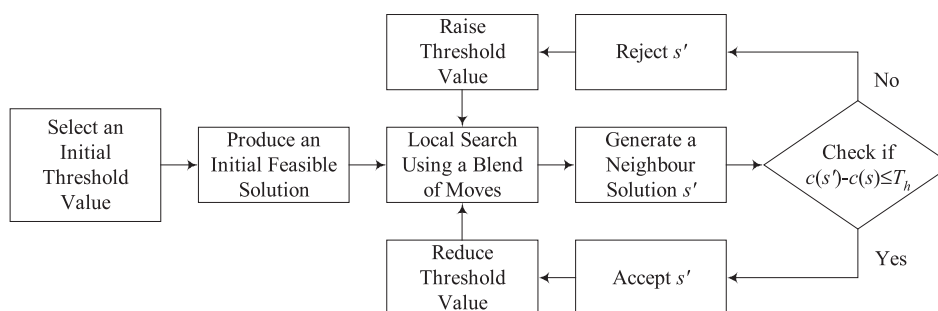 Raise
Threshold
Value
Reject s′
No
Select an
Initial
Threshold
Value
Produce an
Initial Feasible
Solution
Local Search
Using a Blend
of Moves
Generate a
Neighbour
Solution s′
Check if
c(s′)-c(s)≤Tₕ
Yes
Reduce
Threshold
Value
Accept s′